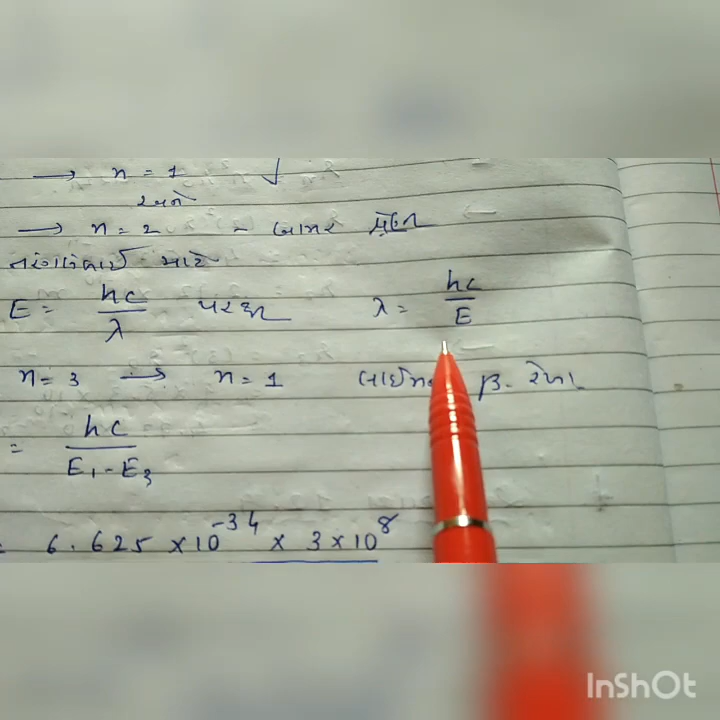 → n = 1
અને
→ n = 2 -
તરંગલંબાઈ માટે
E = hc/λ પરથી λ = hc/E
n = 3 → n = 1 લાઈમન β - રેખા
= hc/(E₁ - E₃)
= 6.625 × 10⁻³⁴ × 3 × 10⁸
InShOt